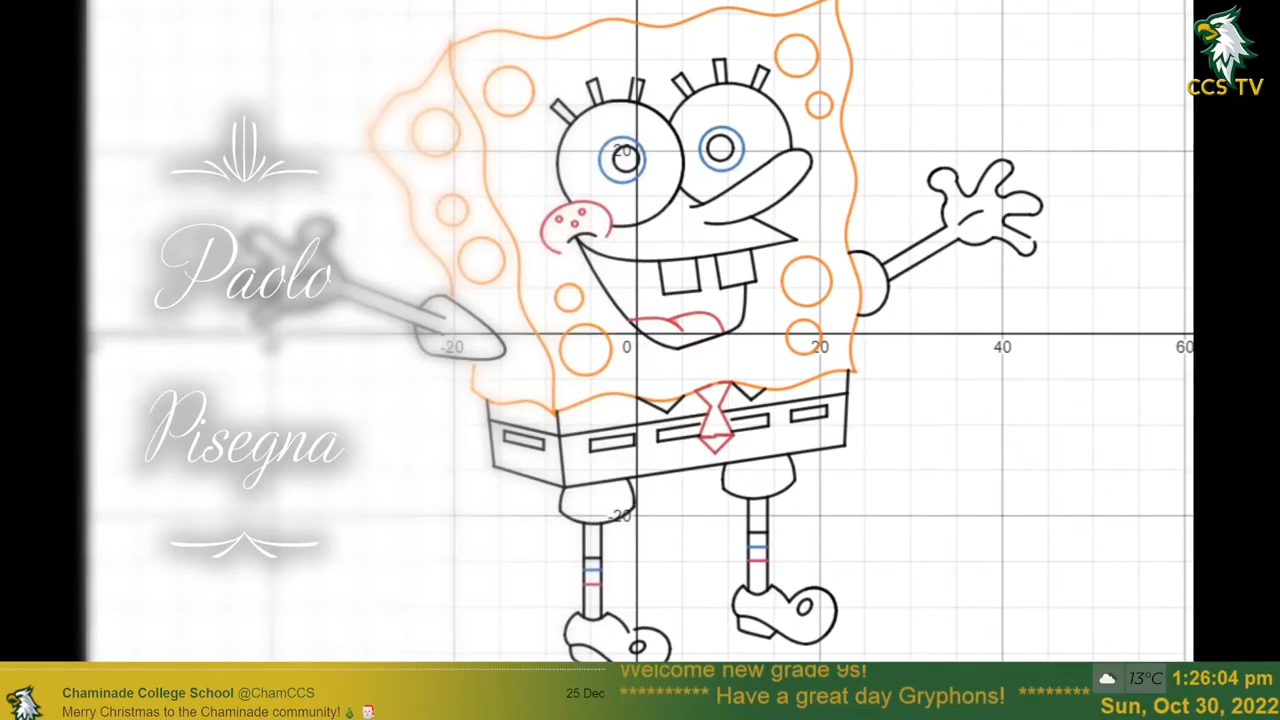 CCS TV
Paolo
Pisegna
20
-20
0
20
40
60
-20
Chaminade College School @ChamCCS
25 Dec
Merry Christmas to the Chaminade community!🎄🎅
Welcome new grade 9s!
********** Have a great day Gryphons! ********
13°C
1:26:04 pm
Sun, Oct 30, 2022